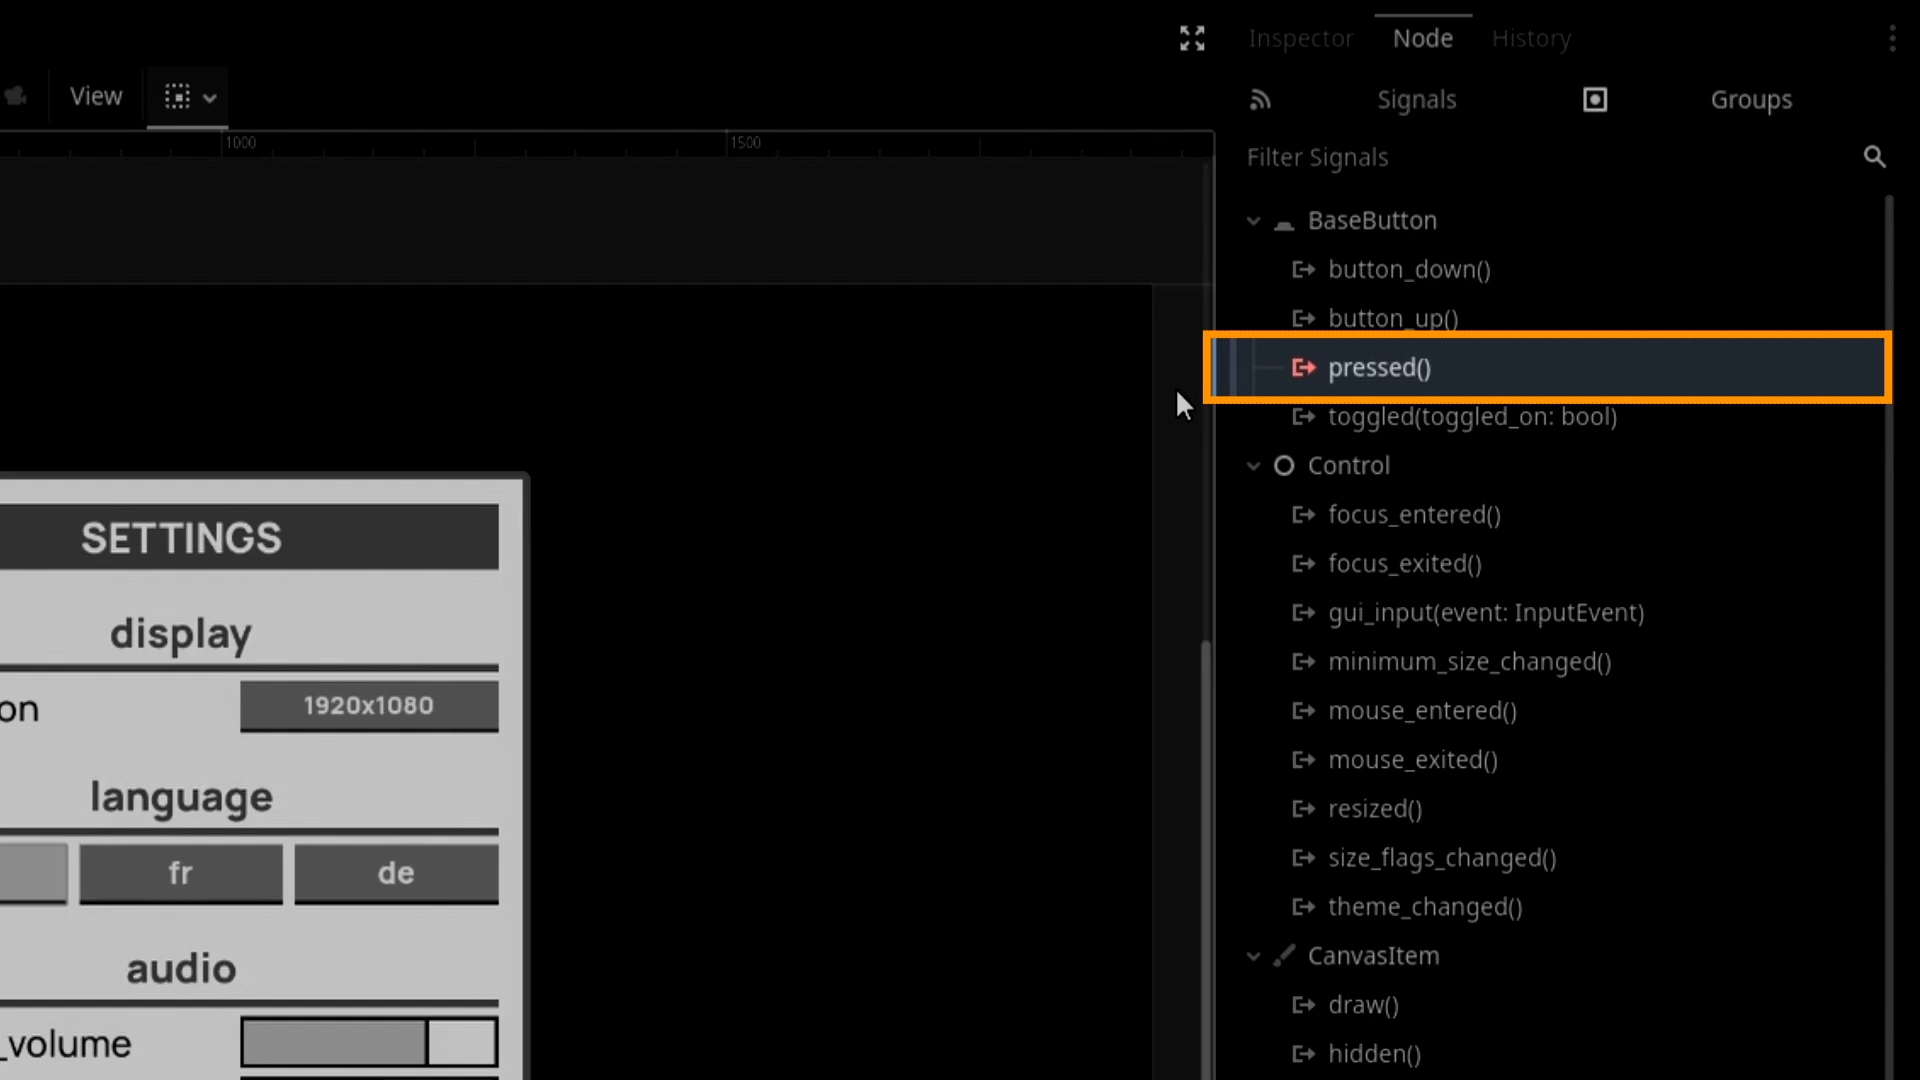 Inspector Node History
View
Signals Groups
1000 1500
Filter Signals
BaseButton
button_down()
button_up()
pressed()
toggled(toggled_on: bool)
Control
focus_entered()
focus_exited()
gui_input(event: InputEvent)
minimum_size_changed()
mouse_entered()
mouse_exited()
resized()
size_flags_changed()
theme_changed()
CanvasItem
draw()
hidden()
SETTINGS
display
on 1920x1080
language
fr de
audio
_volume